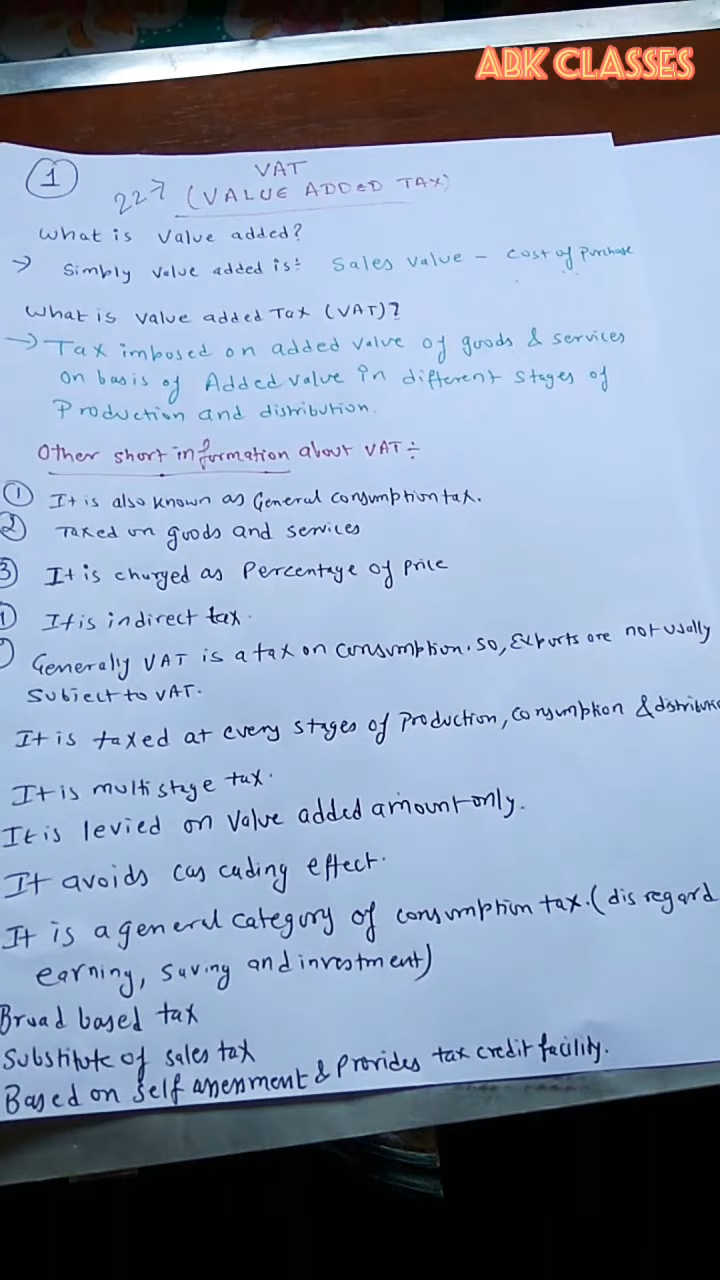 ABK CLASSES
1
VAT
227 (VALUE ADDED TAX)
What is Value added?
→ Simply value added is÷ Sales value - cost of Purchase
What is value added Tax (VAT)?
→ Tax imposed on added value of goods & services
on basis of Added value in different stages of
Production and distribution.
Other short information about VAT÷
① It is also known as General consumption tax.
② Taxed on goods and services
③ It is charged as Percentage of price
It is indirect tax.
Generally VAT is a tax on consumption. so, Exports are not usally
subject to VAT.
It is taxed at every stages of production, consumption &
It is multistage tax.
It is levied on value added amount only.
It avoids cascading effect.
It is a general category of consumption tax. (disregard
earning, saving and investment)
Broad based tax
Substitute of sales tax
Based on self & Provides tax credit facility.